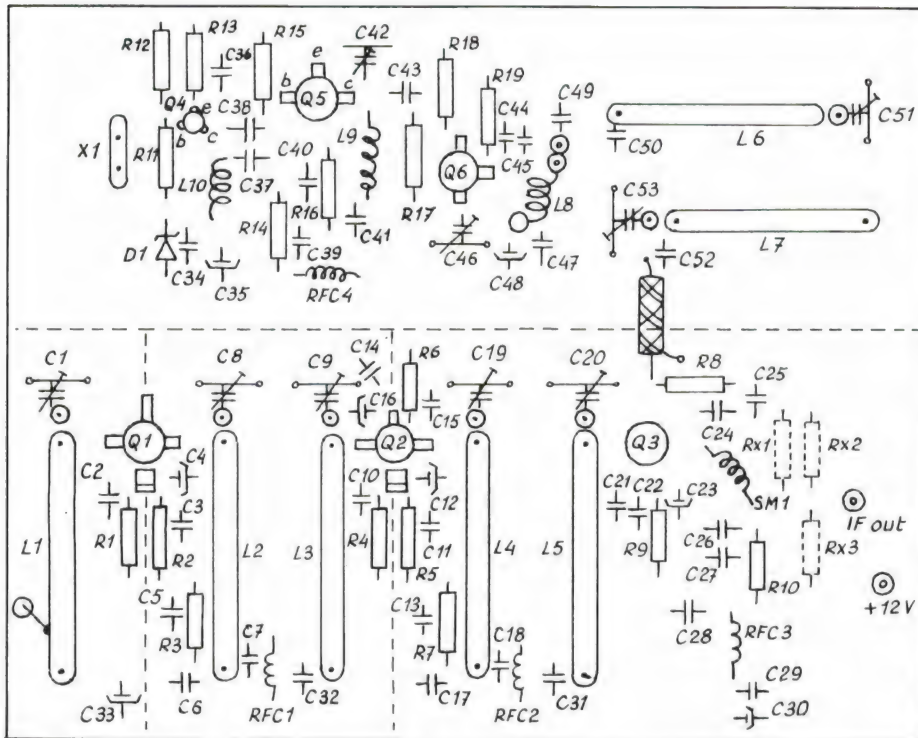 R12 R13 C36 R15 C42 R18
e C43 R19 C49
Q4 e C38 b Q5 c C44 C51
X1 R11 b c C40 L9 C45 C50 L6
L10 C37 Q6 C53
R14 R16 R17 L8 L7
D1 C39 C41 C46 C47 C52
C34 C35 RFC4 C48
C1 C8 C9 C14 R6 C19 C20 R8 C25
C16 C15
Q1 Q2 Q3 C24 Rx1 Rx2
C2 C4 C10 C21 C22 C23 SM1
C3 C12 IF out
L1 R1 R2 L2 L3 R4 C11 L4 L5 R9 C26 Rx3
R5 C27 R10
C5 C13 +12V
R3 C7 R7 C18 C28 RFC3
C33 C6 C32 C17 C31 C29
RFC1 RFC2 C30